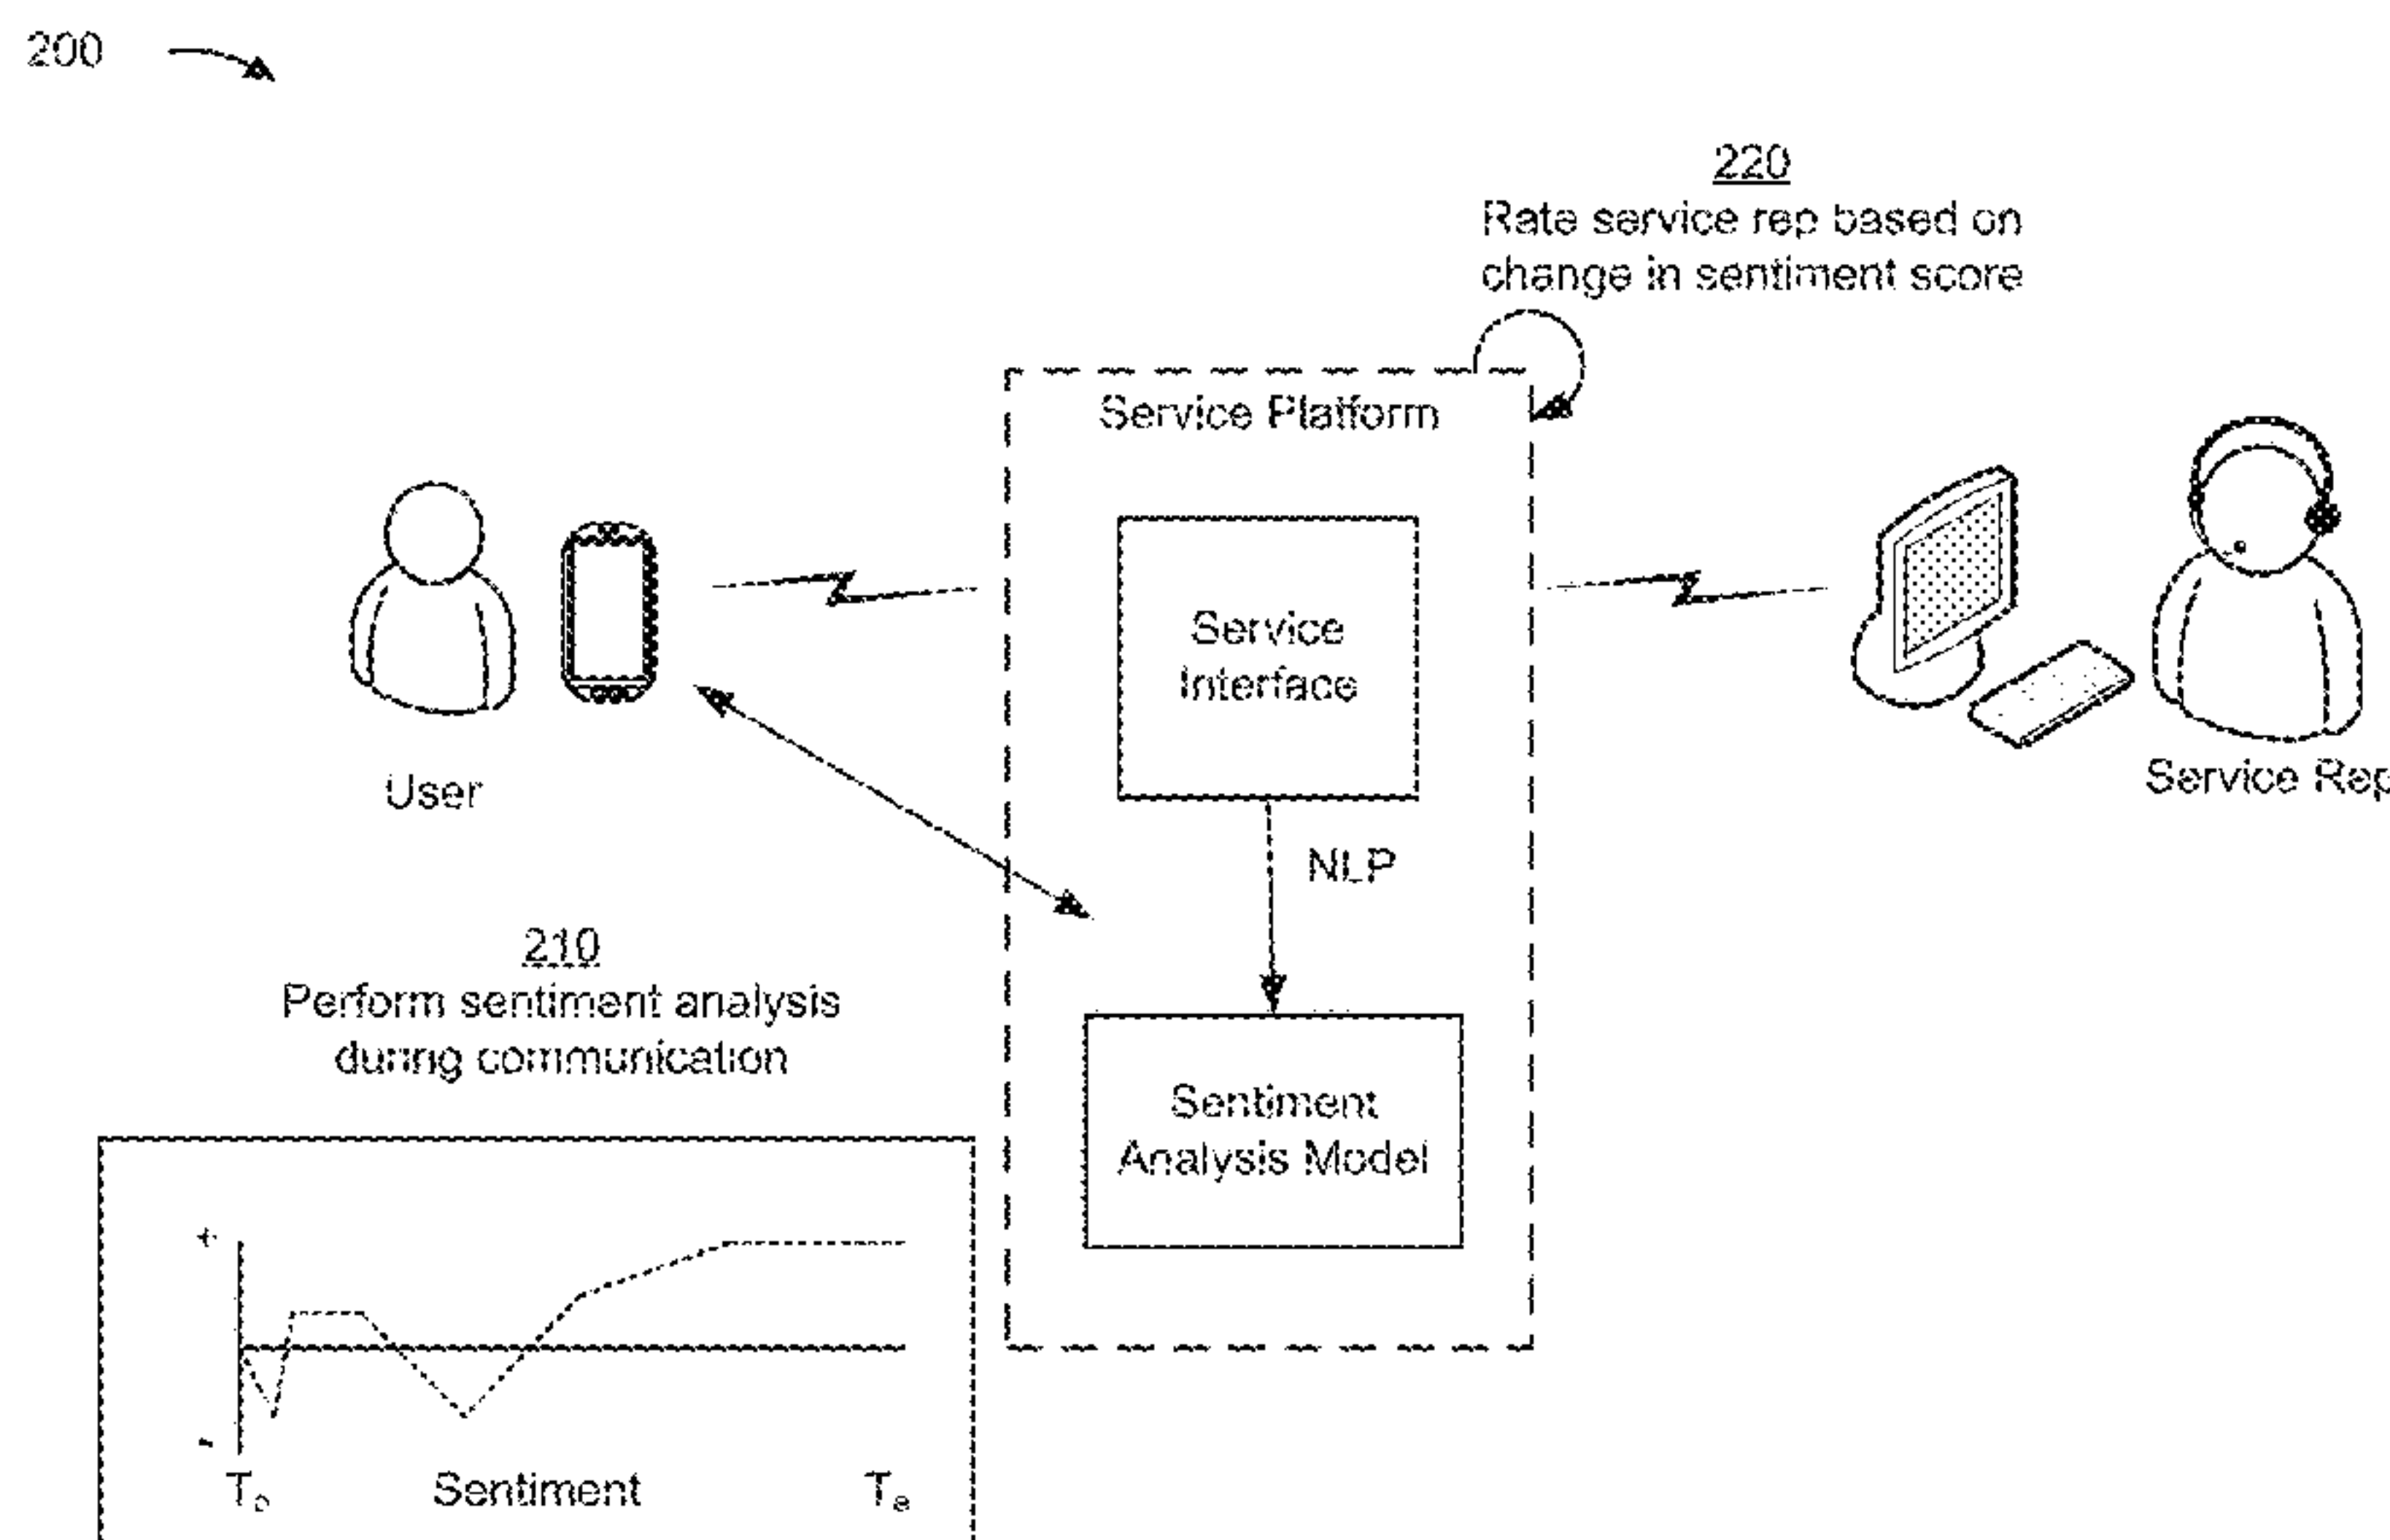 200
220
Rate service rep based on
change in sentiment score
Service Platform
Service
Interface
User
Service Rep
NLP
210
Perform sentiment analysis
during communication
Sentiment
Analysis Model
+
-
Sentiment